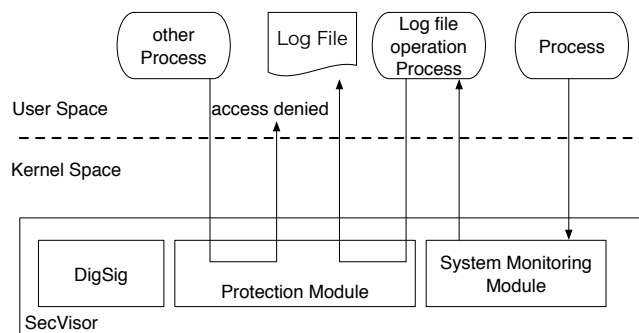 other
Process
Log File
Log file
operation
Process
Process
User Space
access denied
Kernel Space
DigSig
Protection Module
System Monitoring
Module
SecVisor